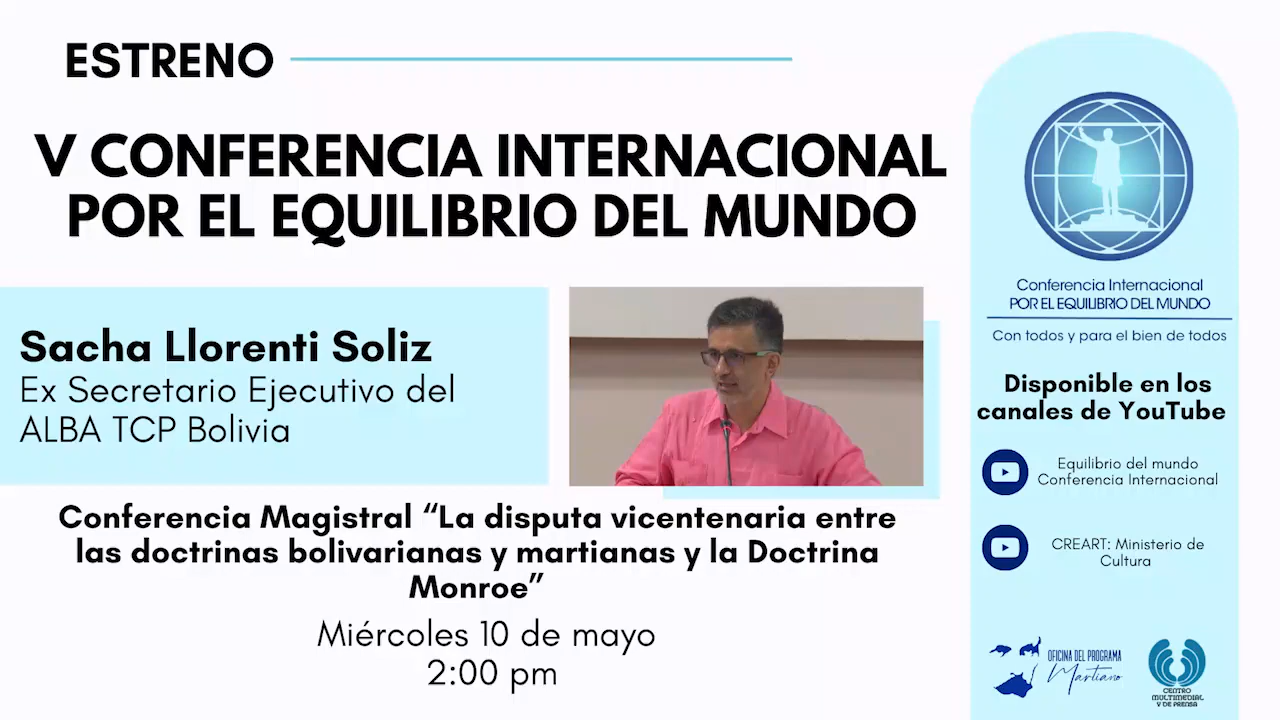 ESTRENO
V CONFERENCIA INTERNACIONAL
POR EL EQUILIBRIO DEL MUNDO
Sacha Llorenti Soliz
Ex Secretario Ejecutivo del
ALBA TCP Bolivia
Conferencia Magistral “La disputa vicentenaria entre
las doctrinas bolivarianas y martianas y la Doctrina
Monroe”
Miércoles 10 de mayo
2:00 pm
Conferencia Internacional
POR EL EQUILIBRIO DEL MUNDO
Con todos y para el bien de todos
Disponible en los
canales de YouTube
Equilibrio del mundo
Conferencia Internacional
CREART: Ministerio de
Cultura
OFICINA DEL PROGRAMA
Martiano
CENTRO
MULTIMEDIAL
Y DE PRENSA